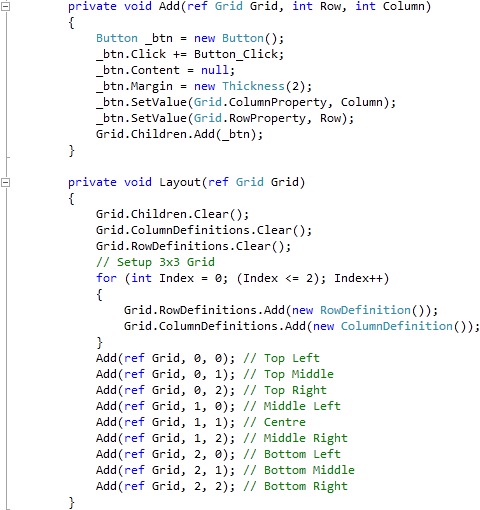 private void Add(ref Grid Grid, int Row, int Column)
{
    Button _btn = new Button();
    _btn.Click += Button_Click;
    _btn.Content = null;
    _btn.Margin = new Thickness(2);
    _btn.SetValue(Grid.ColumnProperty, Column);
    _btn.SetValue(Grid.RowProperty, Row);
    Grid.Children.Add(_btn);
}

private void Layout(ref Grid Grid)
{
    Grid.Children.Clear();
    Grid.ColumnDefinitions.Clear();
    Grid.RowDefinitions.Clear();
    // Setup 3x3 Grid
    for (int Index = 0; (Index <= 2); Index++)
    {
        Grid.RowDefinitions.Add(new RowDefinition());
        Grid.ColumnDefinitions.Add(new ColumnDefinition());
    }
    Add(ref Grid, 0, 0); // Top Left
    Add(ref Grid, 0, 1); // Top Middle
    Add(ref Grid, 0, 2); // Top Right
    Add(ref Grid, 1, 0); // Middle Left
    Add(ref Grid, 1, 1); // Centre
    Add(ref Grid, 1, 2); // Middle Right
    Add(ref Grid, 2, 0); // Bottom Left
    Add(ref Grid, 2, 1); // Bottom Middle
    Add(ref Grid, 2, 2); // Bottom Right
}